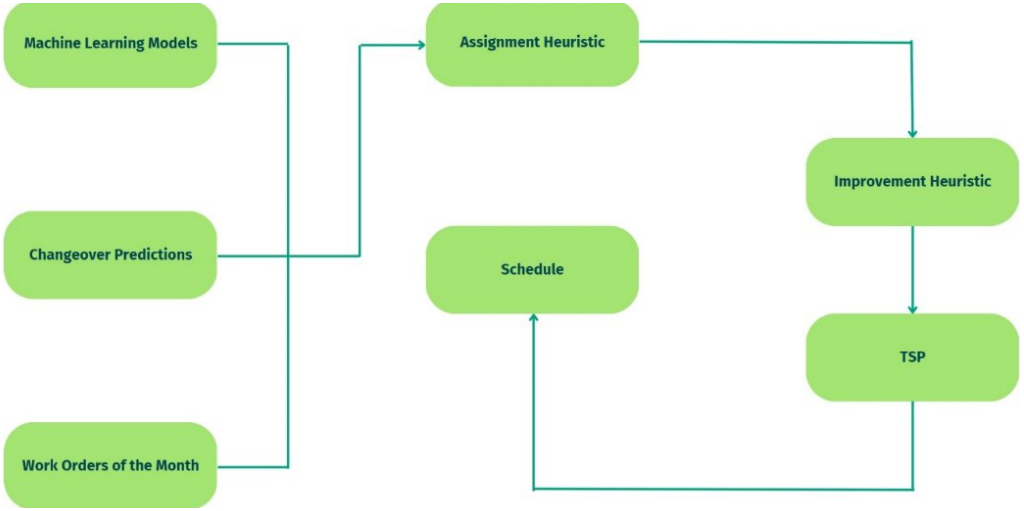 Machine Learning Models
Assignment Heuristic
Improvement Heuristic
Changeover Predictions
Schedule
TSP
Work Orders of the Month